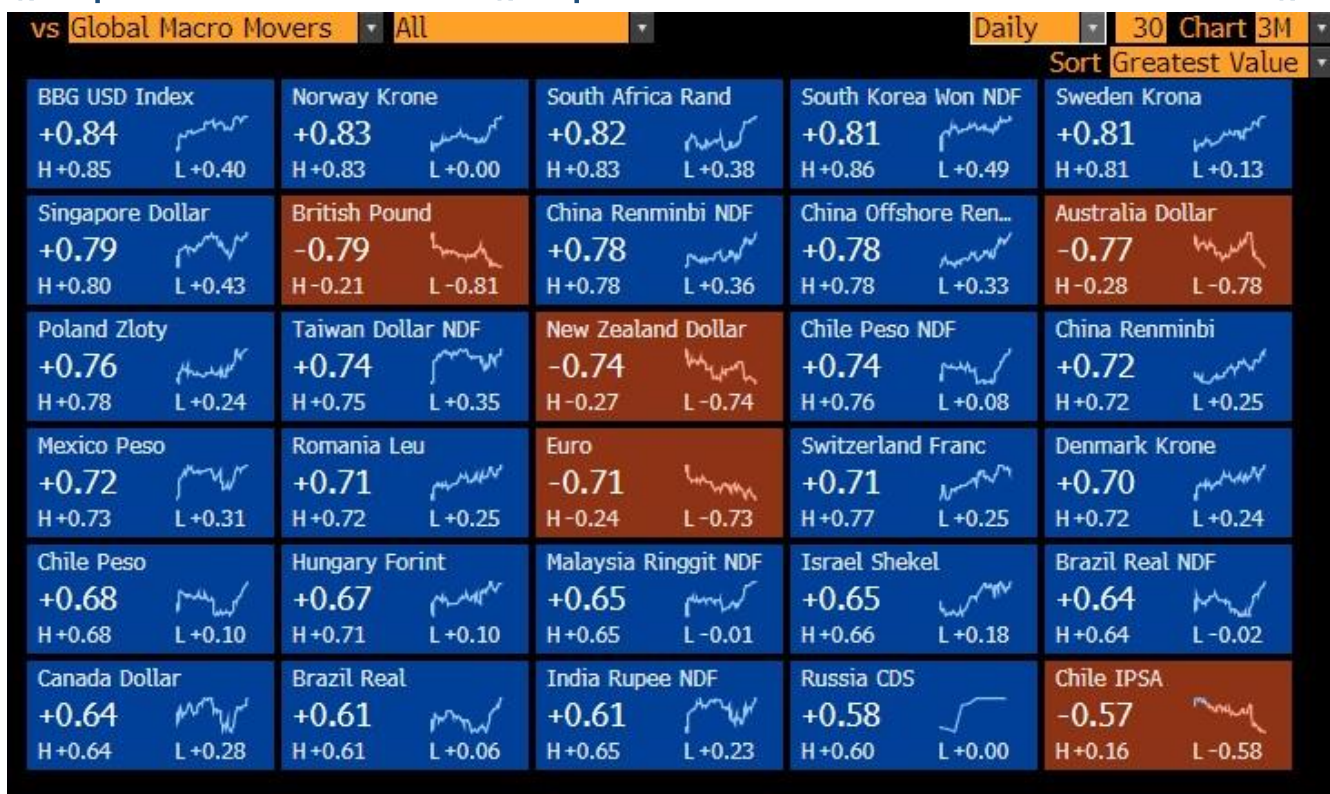 vs Global Macro Movers All Daily 30 Chart 3M
Sort Greatest Value
BBG USD Index
+0.84
H +0.85 L +0.40
Norway Krone
+0.83
H +0.83 L +0.00
South Africa Rand
+0.82
H +0.83 L +0.38
South Korea Won NDF
+0.81
H +0.86 L +0.49
Sweden Krona
+0.81
H +0.81 L +0.13
Singapore Dollar
+0.79
H +0.80 L +0.43
British Pound
-0.79
H -0.21 L -0.81
China Renminbi NDF
+0.78
H +0.78 L +0.36
China Offshore Ren...
+0.78
H +0.78 L +0.33
Australia Dollar
-0.77
H -0.28 L -0.78
Poland Zloty
+0.76
H +0.78 L +0.24
Taiwan Dollar NDF
+0.74
H +0.75 L +0.35
New Zealand Dollar
-0.74
H -0.27 L -0.74
Chile Peso NDF
+0.74
H +0.76 L +0.08
China Renminbi
+0.72
H +0.72 L +0.25
Mexico Peso
+0.72
H +0.73 L +0.31
Romania Leu
+0.71
H +0.72 L +0.25
Euro
-0.71
H -0.24 L -0.73
Switzerland Franc
+0.71
H +0.77 L +0.25
Denmark Krone
+0.70
H +0.72 L +0.24
Chile Peso
+0.68
H +0.68 L +0.10
Hungary Forint
+0.67
H +0.71 L +0.10
Malaysia Ringgit NDF
+0.65
H +0.65 L -0.01
Israel Shekel
+0.65
H +0.66 L +0.18
Brazil Real NDF
+0.64
H +0.64 L -0.02
Canada Dollar
+0.64
H +0.64 L +0.28
Brazil Real
+0.61
H +0.61 L +0.06
India Rupee NDF
+0.61
H +0.65 L +0.23
Russia CDS
+0.58
H +0.60 L +0.00
Chile IPSA
-0.57
H +0.16 L -0.58